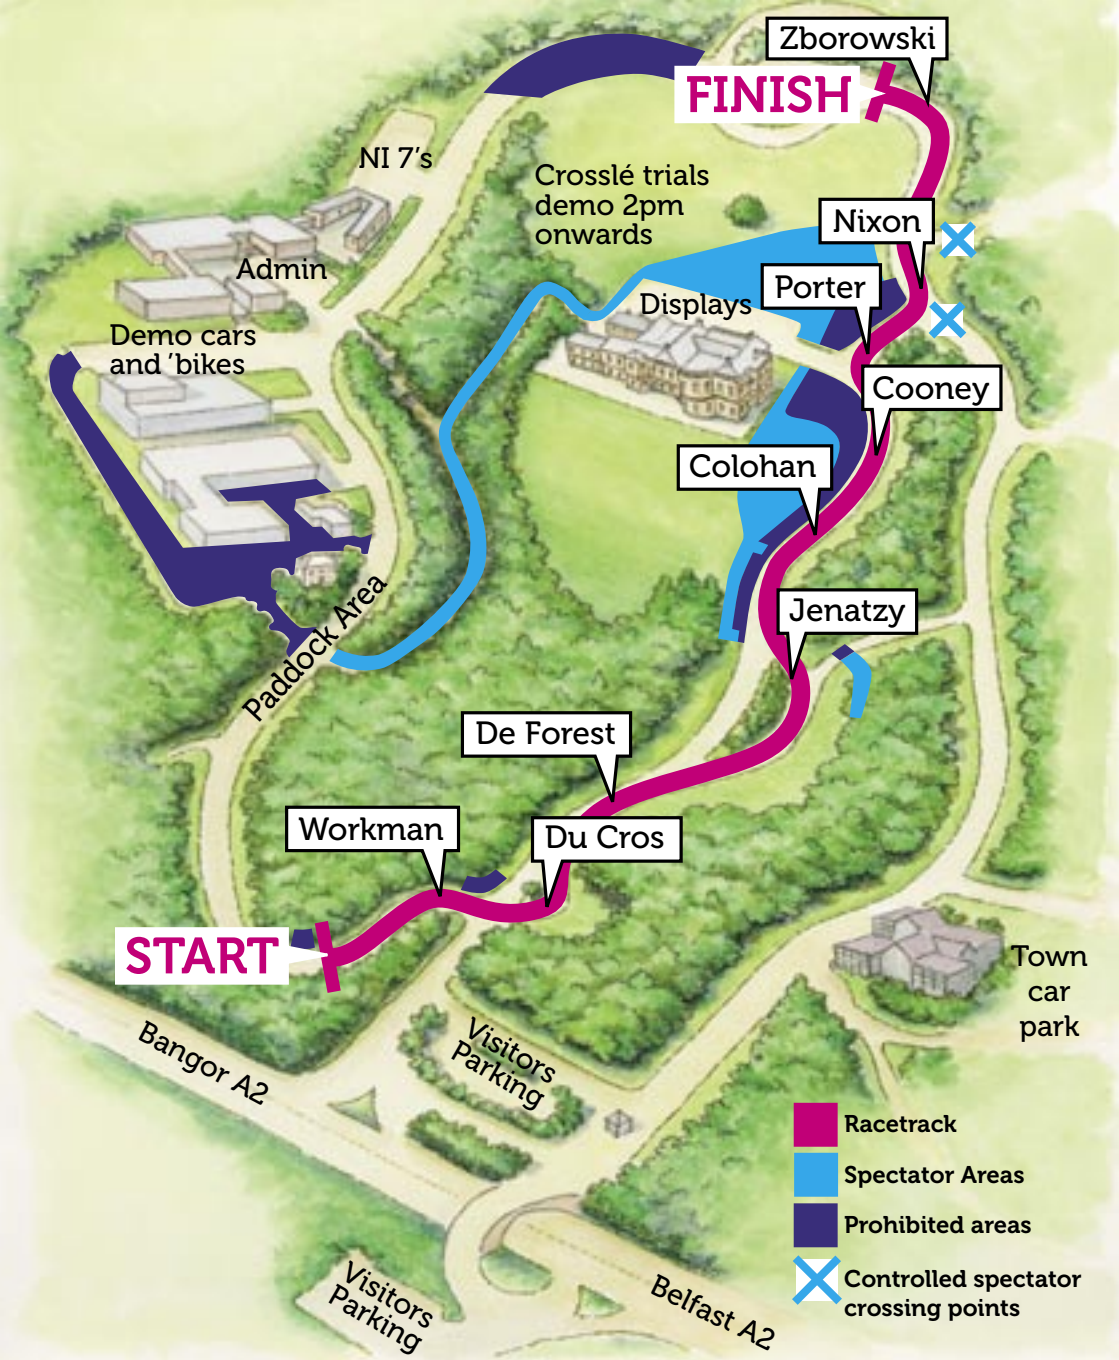 Zborowski
FINISH
NI 7's
Crosslé trials
demo 2pm
onwards
Nixon
Admin
Porter
Displays
Demo cars
and 'bikes
Cooney
Colohan
Jenatzy
Paddock Area
De Forest
Workman
Du Cros
START
Town
car
park
Bangor A2
Visitors
Parking
Racetrack
Spectator Areas
Prohibited areas
Controlled spectator
crossing points
Visitors
Parking
Belfast A2